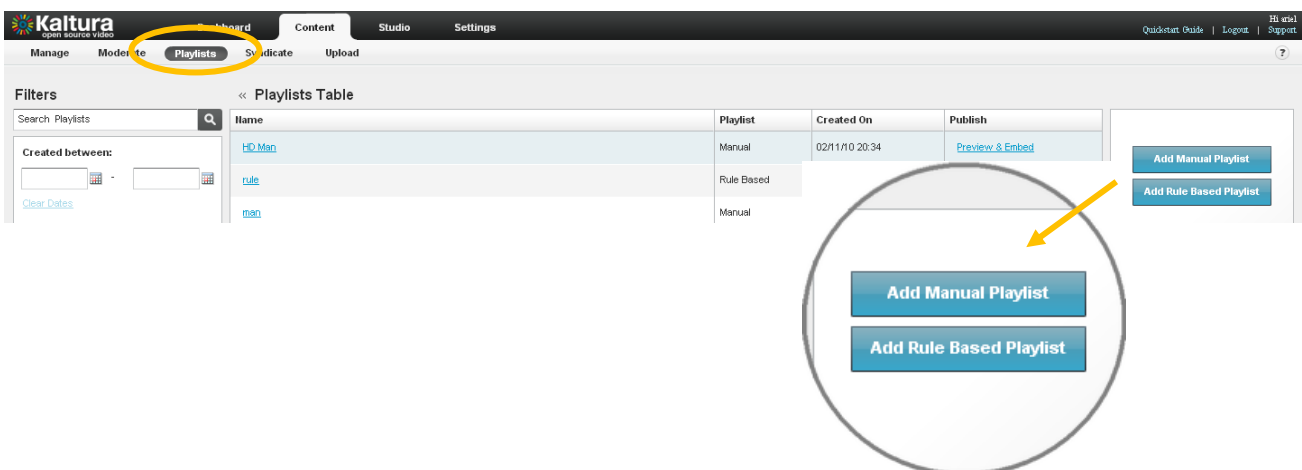 Kaltura
open source video
Dashboard Content Studio Settings
Hi ariel
Quickstart Guide | Logout | Support
Manage Moderate Playlists Syndicate Upload ?
Filters
« Playlists Table
Search Playlists
Name Playlist Created On Publish
Created between:
HD Man Manual 02/11/10 20:34 Preview & Embed
Add Manual Playlist
-
rule Rule Based
Add Rule Based Playlist
Clear Dates
man Manual
Add Manual Playlist
Add Rule Based Playlist